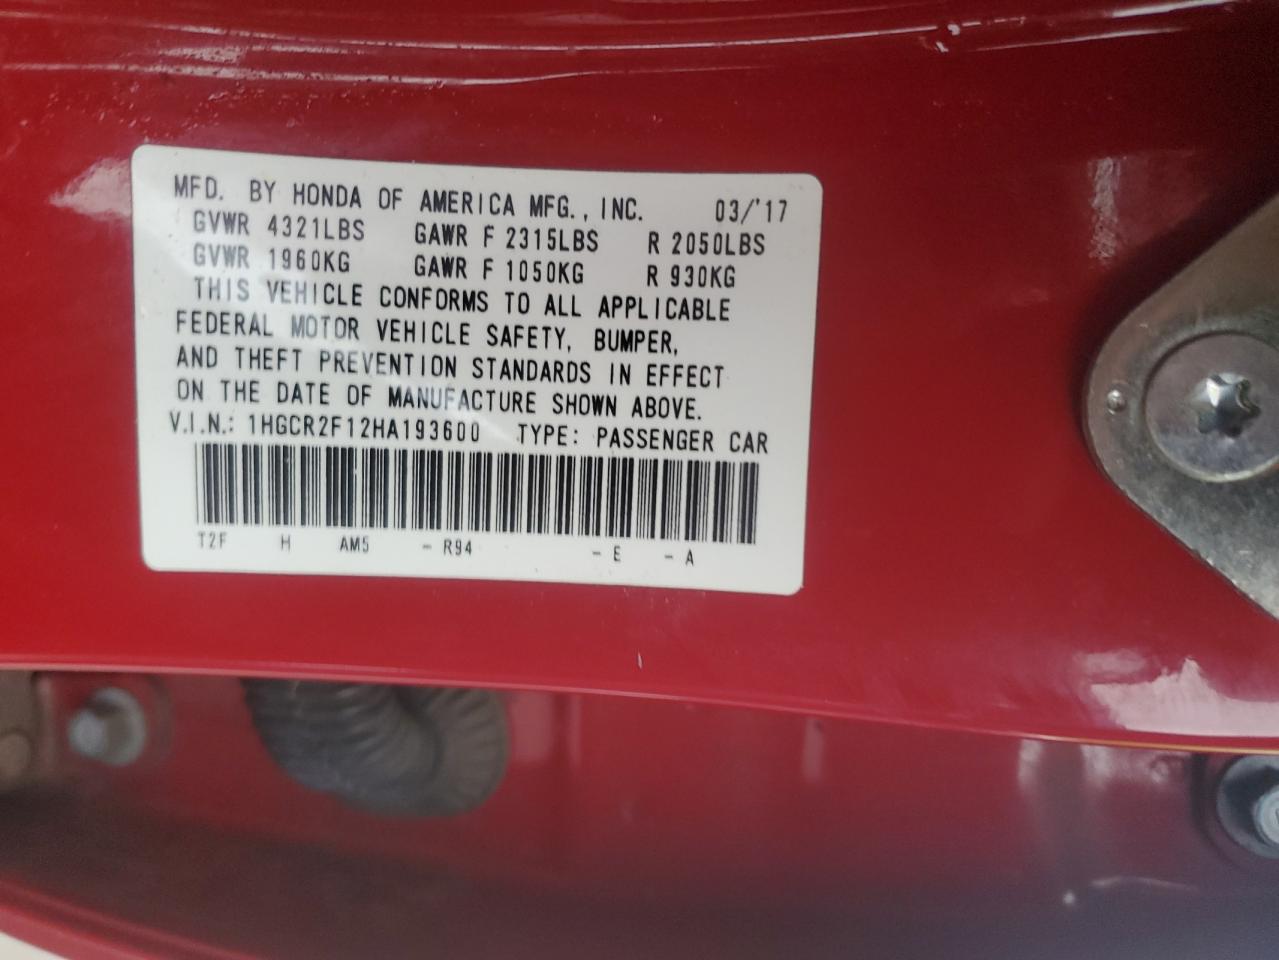 MFD. BY HONDA OF AMERICA MFG., INC. 03/'17
GVWR 4321LBS GAWR F 2315LBS R 2050LBS
GVWR 1960KG GAWR F 1050KG R 930KG
THIS VEHICLE CONFORMS TO ALL APPLICABLE
FEDERAL MOTOR VEHICLE SAFETY, BUMPER,
AND THEFT PREVENTION STANDARDS IN EFFECT
ON THE DATE OF MANUFACTURE SHOWN ABOVE.
V.I.N.: 1HGCR2F12HA193600 TYPE: PASSENGER CAR
T2F H AM5 - R94 - E - A